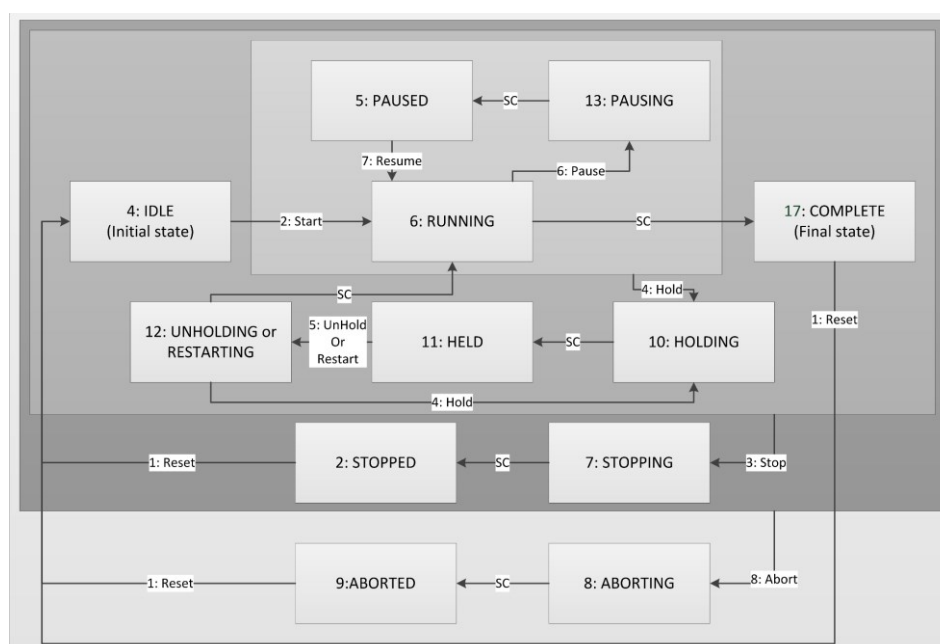 5: PAUSED
SC
13: PAUSING
7: Resume
6: Pause
4: IDLE
(Initial state)
2: Start
6: RUNNING
SC
17: COMPLETE
(Final state)
SC
4: Hold
1: Reset
12: UNHOLDING or
RESTARTING
5: UnHold
Or
Restart
11: HELD
SC
10: HOLDING
4: Hold
1: Reset
2: STOPPED
SC
7: STOPPING
3: Stop
1: Reset
9:ABORTED
SC
8: ABORTING
8: Abort